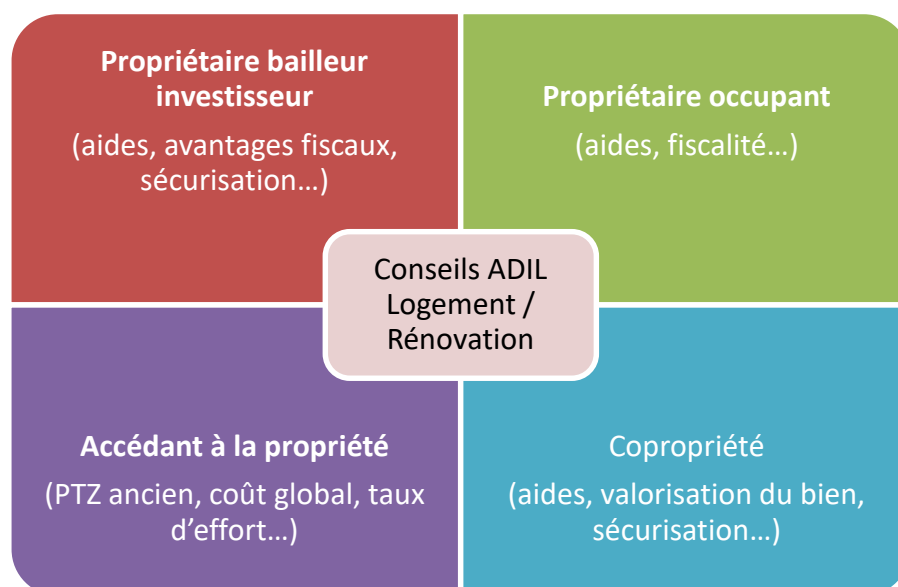 Propriétaire bailleur
investisseur
(aides, avantages fiscaux,
sécurisation…)
Propriétaire occupant
(aides, fiscalité…)
Conseils ADIL
Logement /
Rénovation
Accédant à la propriété
(PTZ ancien, coût global, taux
d’effort…)
Copropriété
(aides, valorisation du bien,
sécurisation…)